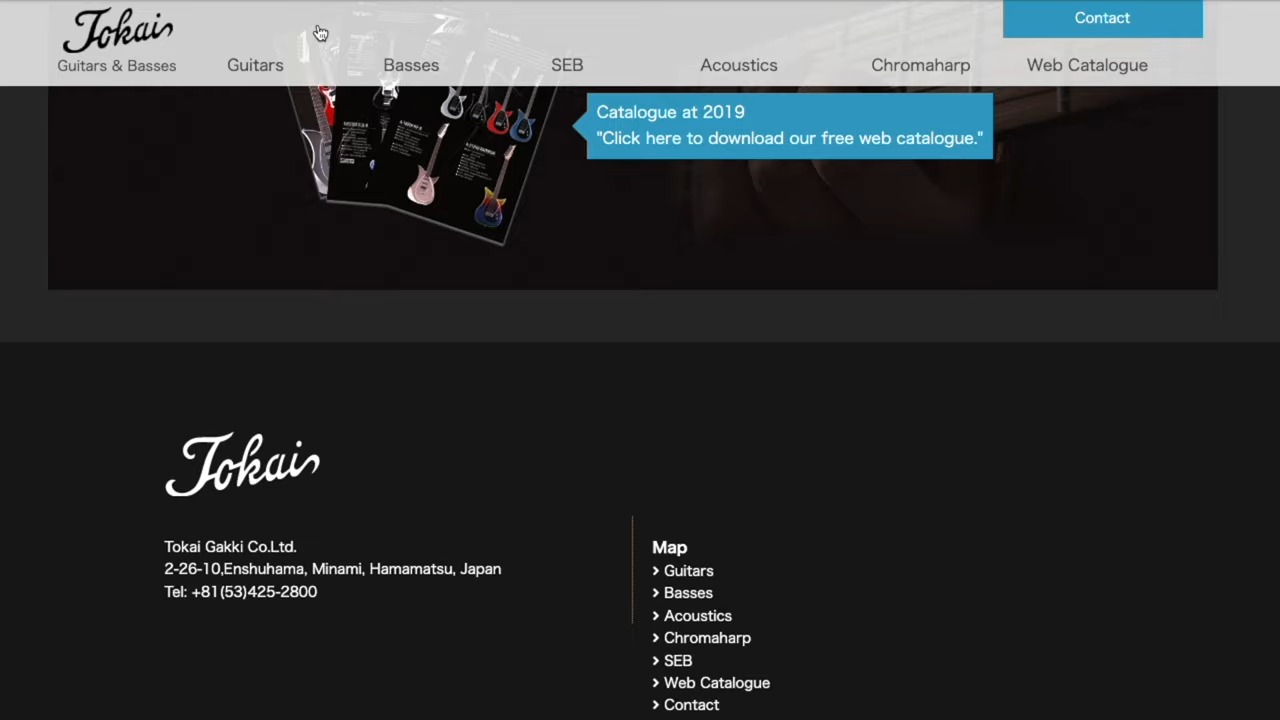 Tokai
Contact
Guitars & Basses
Guitars
Basses
SEB
Acoustics
Chromaharp
Web Catalogue
Catalogue at 2019
"Click here to download our free web catalogue."
Tokai
Tokai Gakki Co.Ltd.
2-26-10,Enshuhama, Minami, Hamamatsu, Japan
Tel: +81(53)425-2800
Map
Guitars
Basses
Acoustics
Chromaharp
SEB
Web Catalogue
Contact